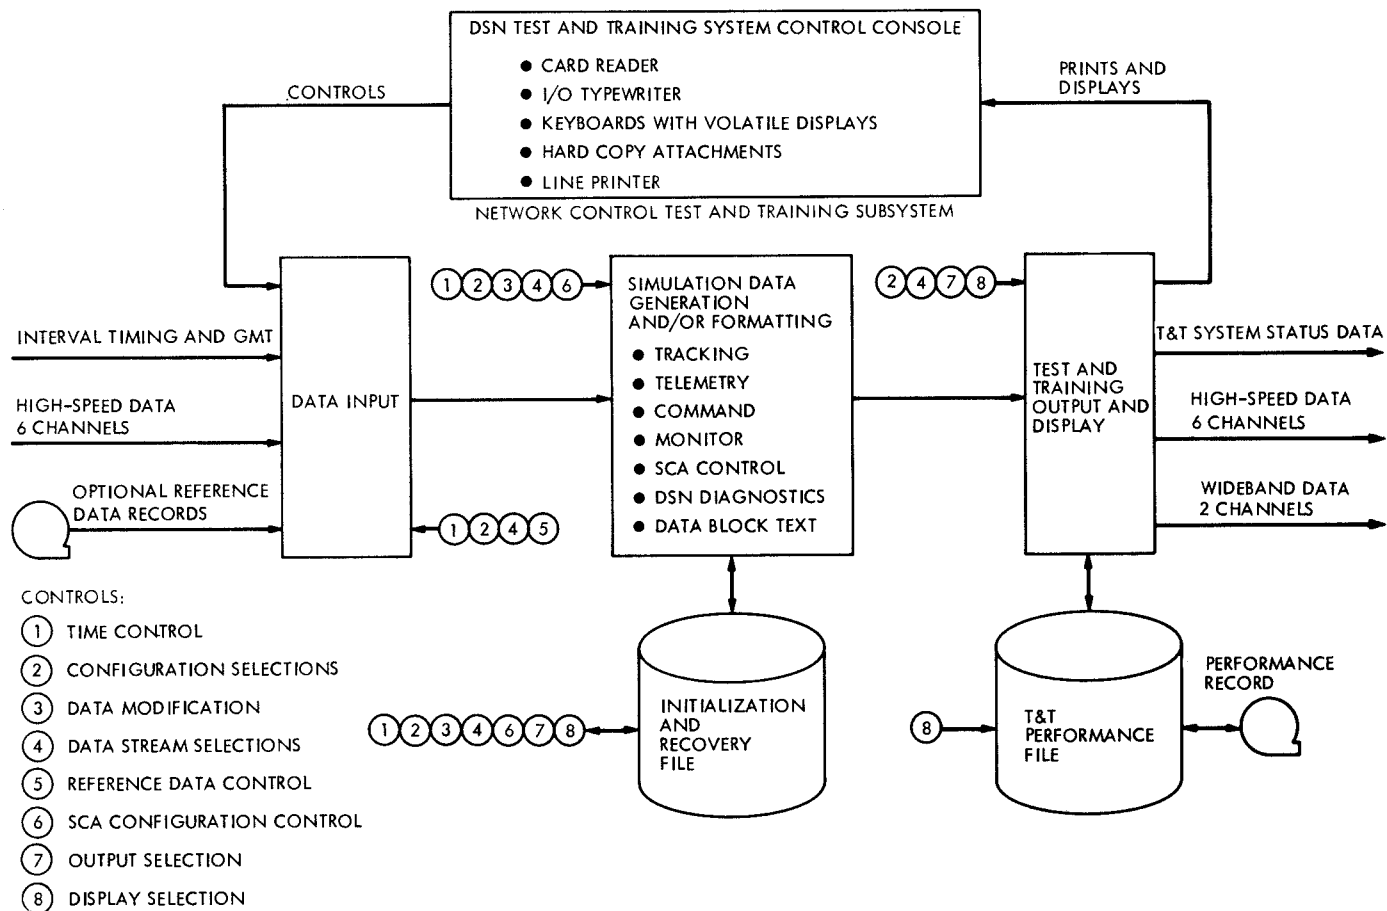 DSN TEST AND TRAINING SYSTEM CONTROL CONSOLE
● CARD READER
● I/O TYPEWRITER
● KEYBOARDS WITH VOLATILE DISPLAYS
● HARD COPY ATTACHMENTS
● LINE PRINTER
NETWORK CONTROL TEST AND TRAINING SUBSYSTEM
CONTROLS
PRINTS AND
DISPLAYS
INTERVAL TIMING AND GMT
HIGH-SPEED DATA
6 CHANNELS
OPTIONAL REFERENCE
DATA RECORDS
DATA INPUT
1 2 4 5
1 2 3 4 6
SIMULATION DATA
GENERATION
AND/OR FORMATTING
● TRACKING
● TELEMETRY
● COMMAND
● MONITOR
● SCA CONTROL
● DSN DIAGNOSTICS
● DATA BLOCK TEXT
2 4 7 8
TEST AND
TRAINING
OUTPUT AND
DISPLAY
T&T SYSTEM STATUS DATA
HIGH-SPEED DATA
6 CHANNELS
WIDEBAND DATA
2 CHANNELS
CONTROLS:
1 TIME CONTROL
2 CONFIGURATION SELECTIONS
3 DATA MODIFICATION
4 DATA STREAM SELECTIONS
5 REFERENCE DATA CONTROL
6 SCA CONFIGURATION CONTROL
7 OUTPUT SELECTION
8 DISPLAY SELECTION
1 2 3 4 6 7 8
INITIALIZATION
AND
RECOVERY
FILE
8
T&T
PERFORMANCE
FILE
PERFORMANCE
RECORD